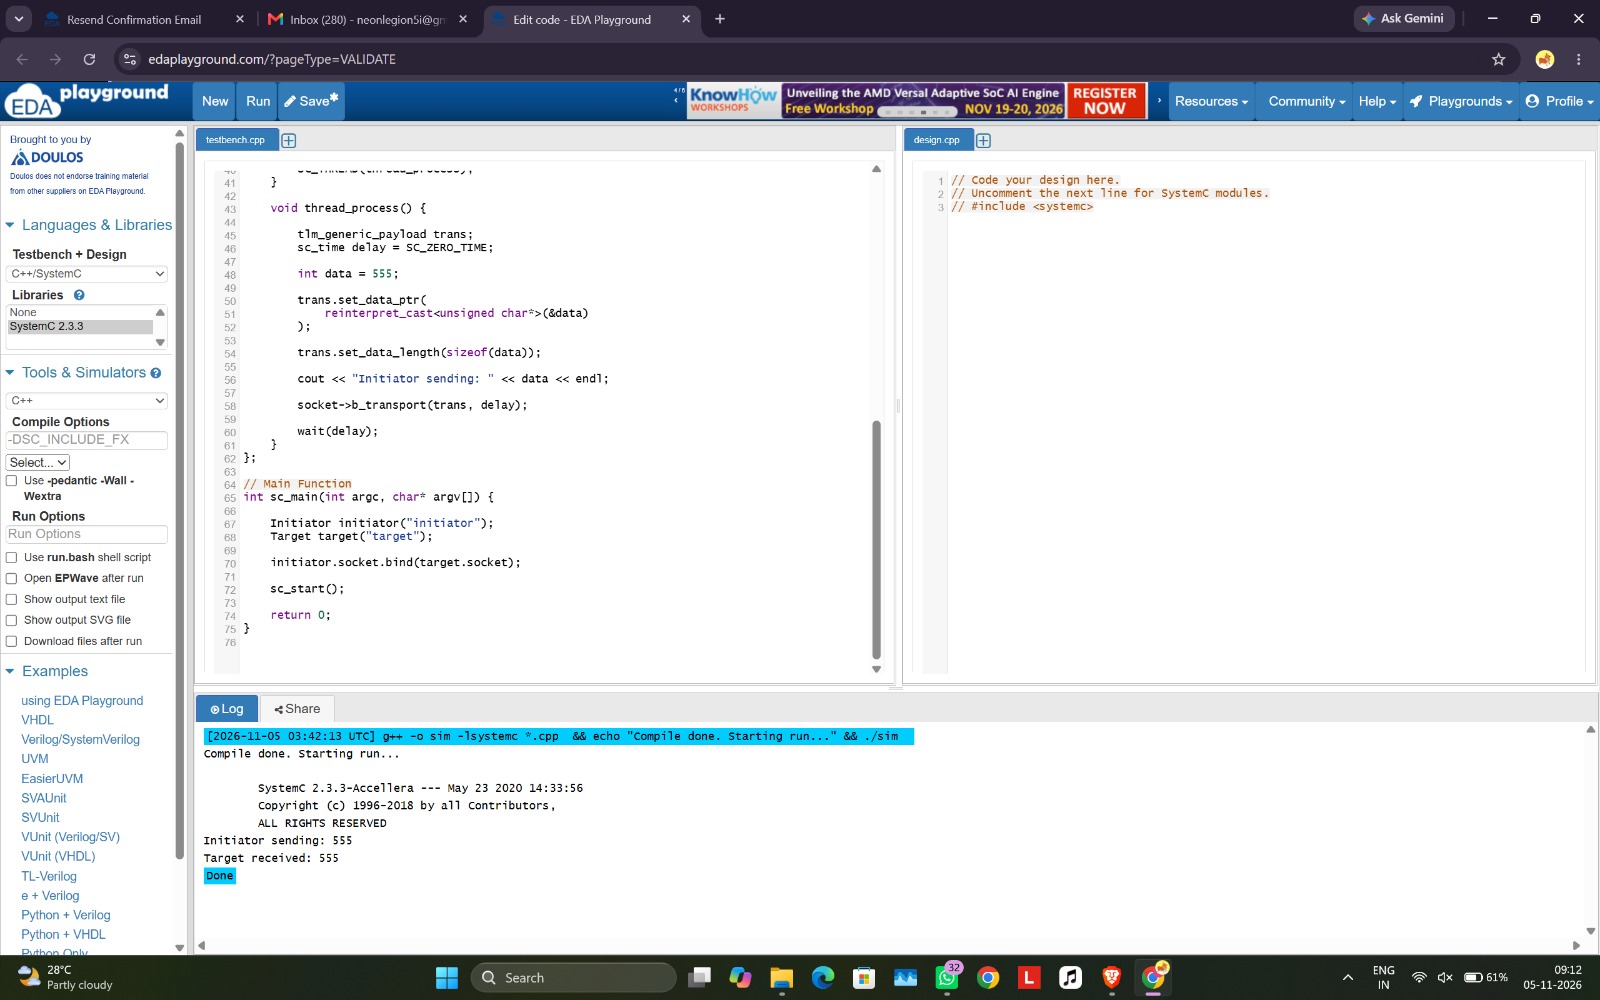 Resend Confirmation Email
Inbox (280) - neonlegion5i@gm
Edit code - EDA Playground
Ask Gemini
edaplayground.com/?pageType=VALIDATE
EDA playground
New
Run
Save*
4/6
KnowHow
WORKSHOPS
Unveiling the AMD Versal Adaptive SoC AI Engine
Free Workshop
NOV 19-20, 2026
REGISTER
NOW
Resources
Community
Help
Playgrounds
Profile
Brought to you by
DOULOS
Doulos does not endorse training material
from other suppliers on EDA Playground.
Languages & Libraries
Testbench + Design
C++/SystemC
Libraries
None
SystemC 2.3.3
Tools & Simulators
C++
Compile Options
-DSC_INCLUDE_FX
Select...
Use -pedantic -Wall -
Wextra
Run Options
Run Options
Use run.bash shell script
Open EPWave after run
Show output text file
Show output SVG file
Download files after run
Examples
using EDA Playground
VHDL
Verilog/SystemVerilog
UVM
EasierUVM
SVAUnit
SVUnit
VUnit (Verilog/SV)
VUnit (VHDL)
TL-Verilog
e + Verilog
Python + Verilog
Python + VHDL
Python Only
testbench.cpp
40 SC_THREAD(thread_process);
41 }
42
43 void thread_process() {
44
45 tlm_generic_payload trans;
46 sc_time delay = SC_ZERO_TIME;
47
48 int data = 555;
49
50 trans.set_data_ptr(
51 reinterpret_cast<unsigned char*>(&data)
52 );
53
54 trans.set_data_length(sizeof(data));
55
56 cout << "Initiator sending: " << data << endl;
57
58 socket->b_transport(trans, delay);
59
60 wait(delay);
61 }
62 };
63
64 // Main Function
65 int sc_main(int argc, char* argv[]) {
66
67 Initiator initiator("initiator");
68 Target target("target");
69
70 initiator.socket.bind(target.socket);
71
72 sc_start();
73
74 return 0;
75 }
76
design.cpp
1 // Code your design here.
2 // Uncomment the next line for SystemC modules.
3 // #include <systemc>
Log
Share
[2026-11-05 03:42:13 UTC] g++ -o sim -lsystemc *.cpp && echo "Compile done. Starting run..." && ./sim
Compile done. Starting run...
SystemC 2.3.3-Accellera --- May 23 2020 14:33:56
Copyright (c) 1996-2018 by all Contributors,
ALL RIGHTS RESERVED
Initiator sending: 555
Target received: 555
Done
28°C
Partly cloudy
Search
32
L
ENG
IN
61%
09:12
05-11-2026